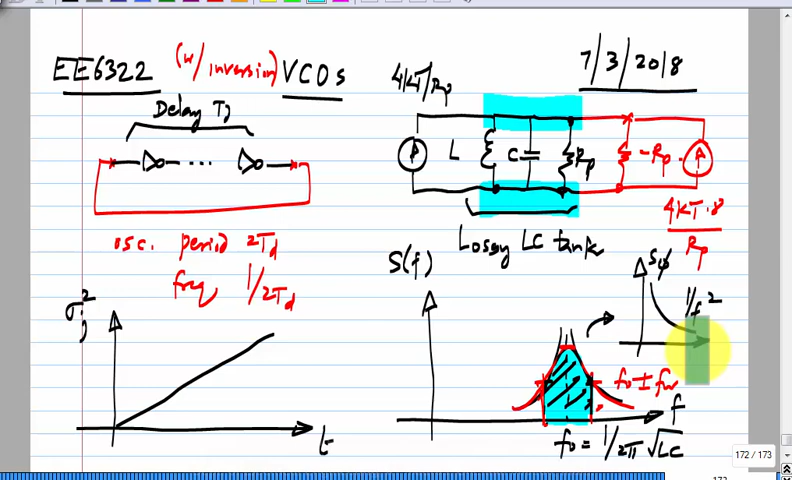 EE6322 (w/ inversion) VCOs 7/3/2018
Delay Td
4kT/Rp
L C Rp -Rp
4kT·γ/Rp
Lossy LC tank
osc. period 2Td
freq 1/2Td
S(f)
Sφ
1/f²
σj²
t
f0 ± fm
f
f0 = 1/2π√LC
172 / 173